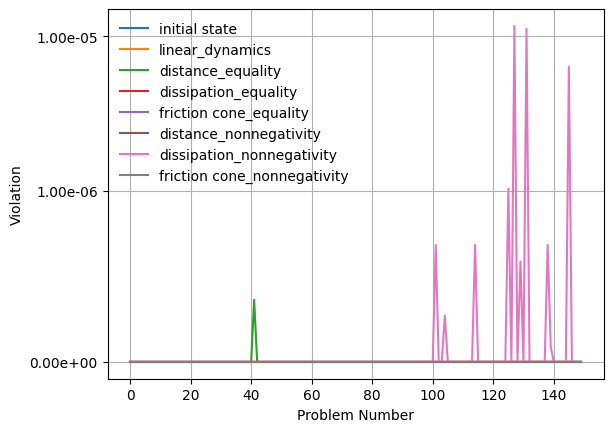 initial state
linear_dynamics
distance_equality
dissipation_equality
friction cone_equality
distance_nonnegativity
dissipation_nonnegativity
friction cone_nonnegativity
1.00e-05
1.00e-06
0.00e+00
Violation
0 20 40 60 80 100 120 140
Problem Number